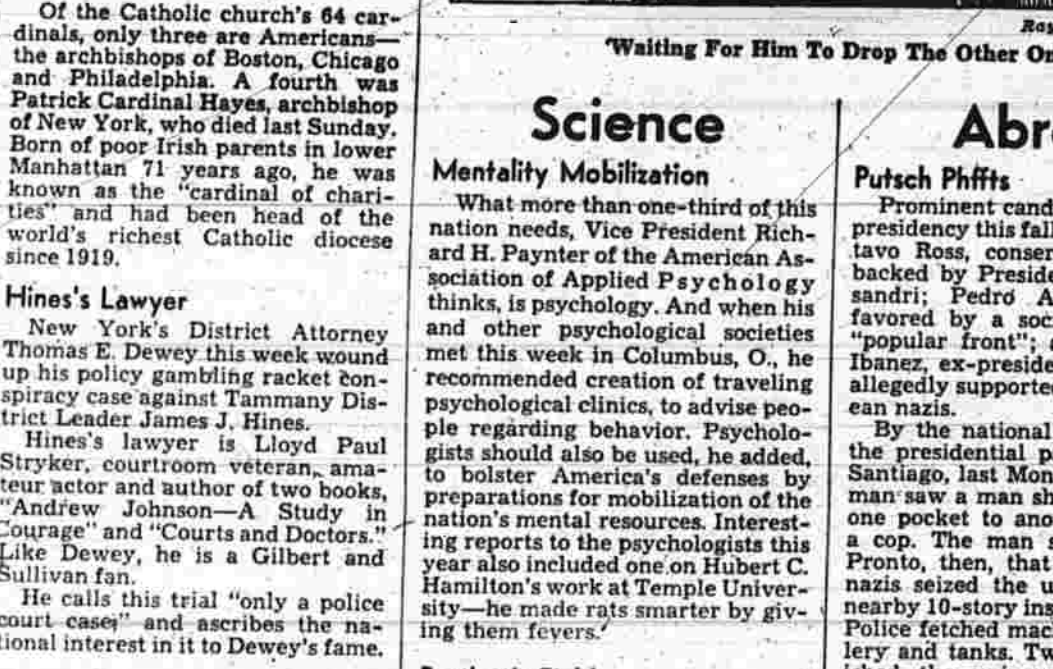 Of the Catholic church's 64 car-
dinals, only three are Americans—
the archbishops of Boston, Chicago
and Philadelphia. A fourth was
Patrick Cardinal Hayes, archbishop
of New York, who died last Sunday.
Born of poor Irish parents in lower
Manhattan 71 years ago, he was
known as the "cardinal of chari-
ties" and had been head of the
world's richest Catholic diocese
since 1919.
Hines's Lawyer
New York's District Attorney
Thomas E. Dewey this week wound
up his policy gambling racket con-
spiracy case against Tammany Dis-
trict Leader James J. Hines.
Hines's lawyer is Lloyd Paul
Stryker, courtroom veteran, ama-
teur actor and author of two books,
"Andrew Johnson—A Study in
Courage" and "Courts and Doctors."
Like Dewey, he is a Gilbert and
Sullivan fan.
He calls this trial "only a police
court case" and ascribes the na-
tional interest in it to Dewey's fame.
'Waiting For Him To Drop The Other
Science
Mentality Mobilization
What more than one-third of this
nation needs, Vice President Rich-
ard H. Paynter of the American As-
sociation of Applied Psychology
thinks, is psychology. And when his
and other psychological societies
met this week in Columbus, O., he
recommended creation of traveling
psychological clinics, to advise peo-
ple regarding behavior. Psycholo-
gists should also be used, he added,
to bolster America's defenses by
preparations for mobilization of the
nation's mental resources. Interest-
ing reports to the psychologists this
year also included one on Hubert C.
Hamilton's work at Temple Univer-
sity—he made rats smarter by giv-
ing them fevers.
Abr
Putsch Phffts
Prominent cand
presidency this fall
tavo Ross, conser
backed by Preside
sandri; Pedro A
favored by a soc
"popular front"; a
Ibanez, ex-preside
allegedly supporte
ean nazis.
By the national
the presidential p
Santiago, last Mon
man saw a man sh
one pocket to ano
a cop. The man s
Pronto, then, that
nazis seized the u
nearby 10-story ins
Police fetched mac
lery and tanks. Tw